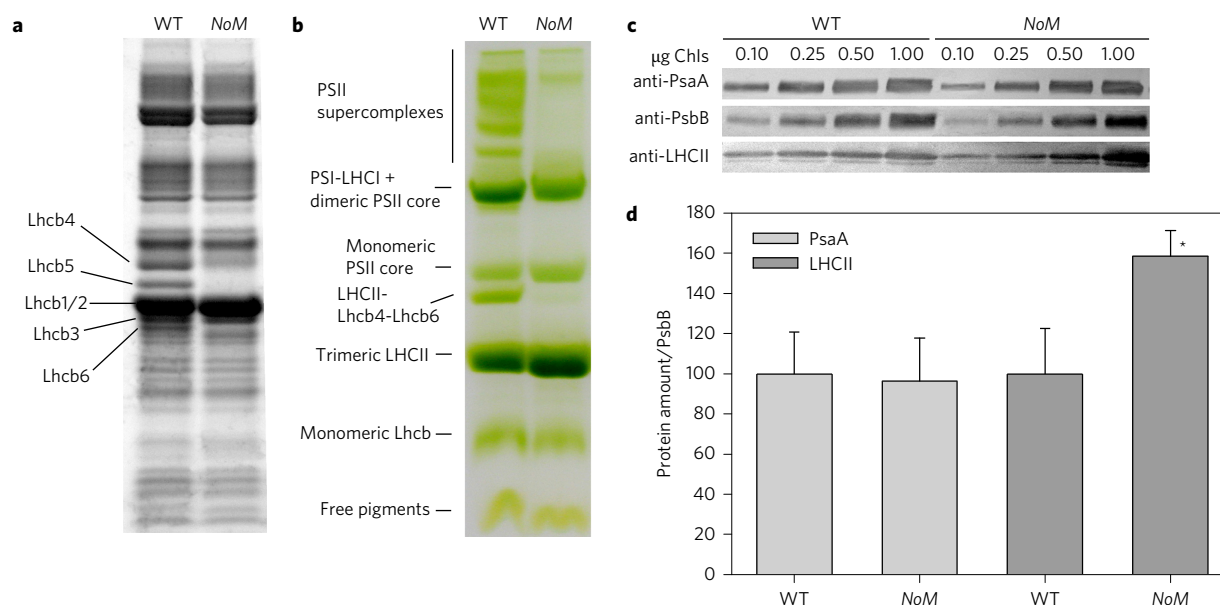 a
WT NoM
Lhcb4
Lhcb5
Lhcb1/2
Lhcb3
Lhcb6
b
WT NoM
PSII
supercomplexes
PSI-LHCI +
dimeric PSII core
Monomeric
PSII core
LHCII-
Lhcb4-Lhcb6
Trimeric LHCII
Monomeric Lhcb
Free pigments
c
WT NoM
μg Chls 0.10 0.25 0.50 1.00 0.10 0.25 0.50 1.00
anti-PsaA
anti-PsbB
anti-LHCII
d
Protein amount/PsbB
180
160
140
120
100
80
60
40
20
0
PsaA
LHCII
*
WT NoM WT NoM